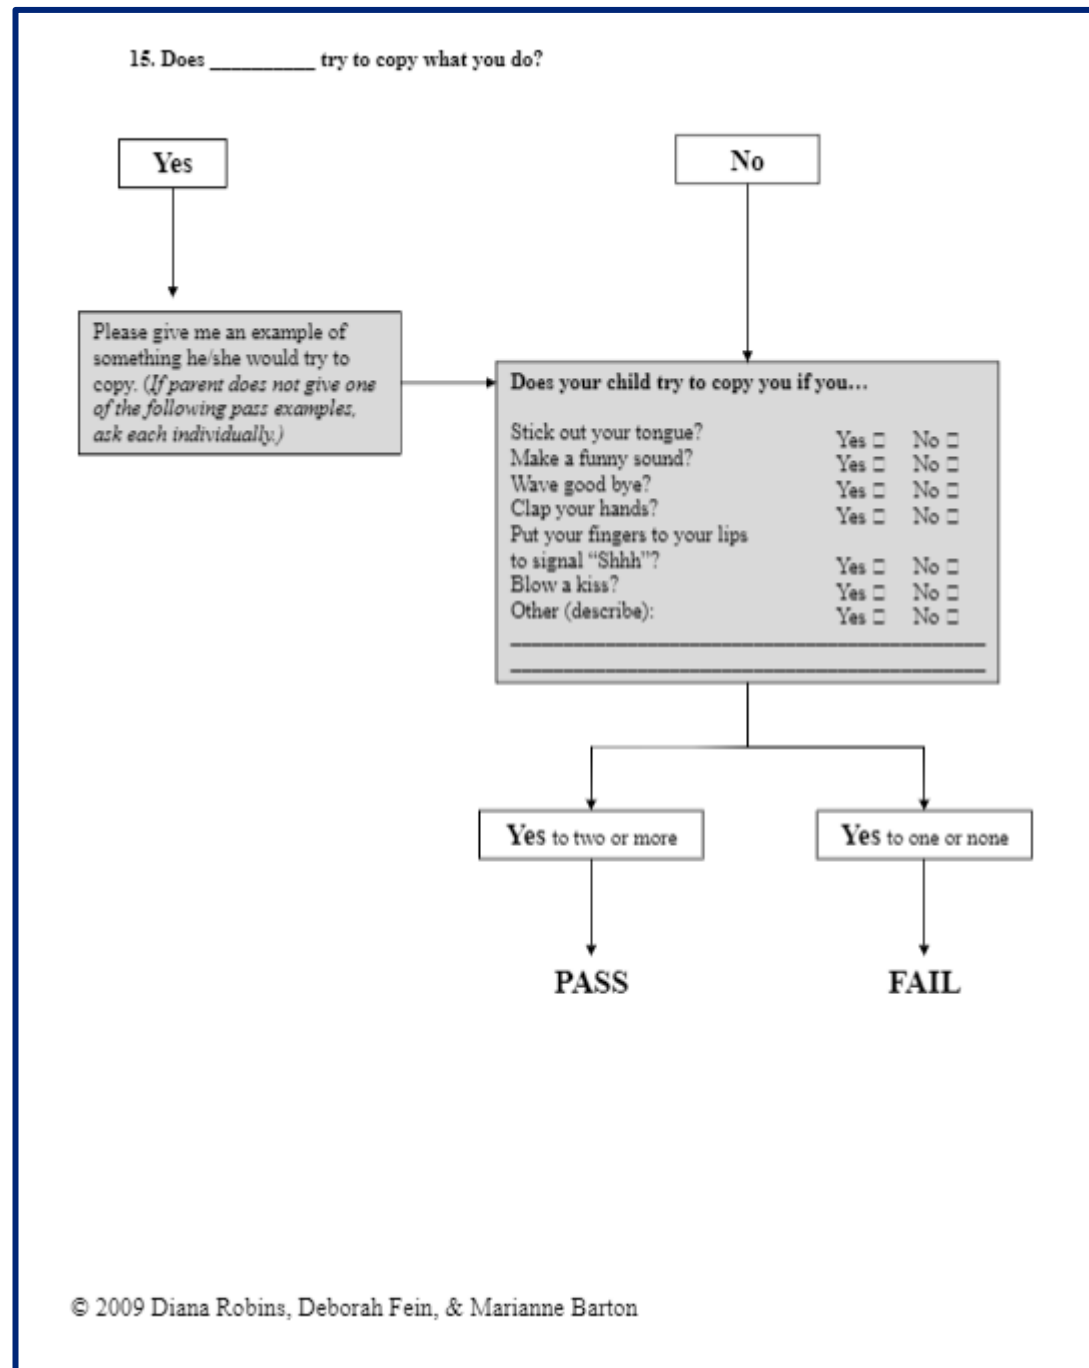 15. Does __________ try to copy what you do?
Yes
No
Please give me an example of
something he/she would try to
copy. (If parent does not give one
of the following pass examples,
ask each individually.)
Does your child try to copy you if you…
Stick out your tongue? Yes □ No □
Make a funny sound? Yes □ No □
Wave good bye? Yes □ No □
Clap your hands? Yes □ No □
Put your fingers to your lips
to signal “Shhh”? Yes □ No □
Blow a kiss? Yes □ No □
Other (describe): Yes □ No □
Yes to two or more
Yes to one or none
PASS
FAIL
© 2009 Diana Robins, Deborah Fein, & Marianne Barton